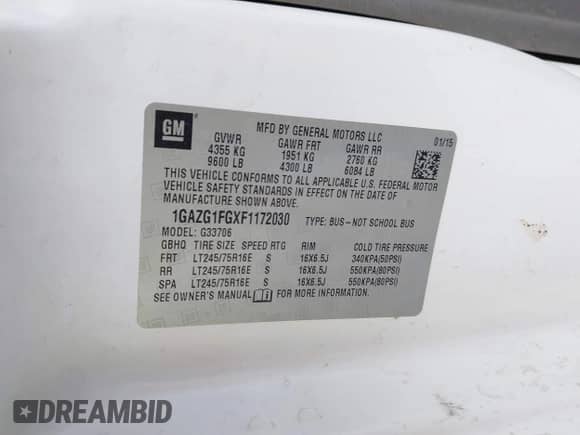 GM
MFD BY GENERAL MOTORS LLC
01/15
GVWR GAWR FRT GAWR RR
4355 KG 1951 KG 2760 KG
9600 LB 4300 LB 6084 LB
THIS VEHICLE CONFORMS TO ALL APPLICABLE U.S. FEDERAL MOTOR
VEHICLE SAFETY STANDARDS IN EFFECT ON THE DATE OF
MANUFACTURE SHOWN ABOVE.
1GAZG1FGXF1172030 TYPE: BUS–NOT SCHOOL BUS
MODEL: G33706
GBHQ TIRE SIZE SPEED RTG RIM COLD TIRE PRESSURE
FRT LT245/75R16E S 16X6.5J 340KPA(50PSI)
RR LT245/75R16E S 16X6.5J 550KPA(80PSI)
SPA LT245/75R16E S 16X6.5J 550KPA(80PSI)
SEE OWNER'S MANUAL FOR MORE INFORMATION.
DREAMBID